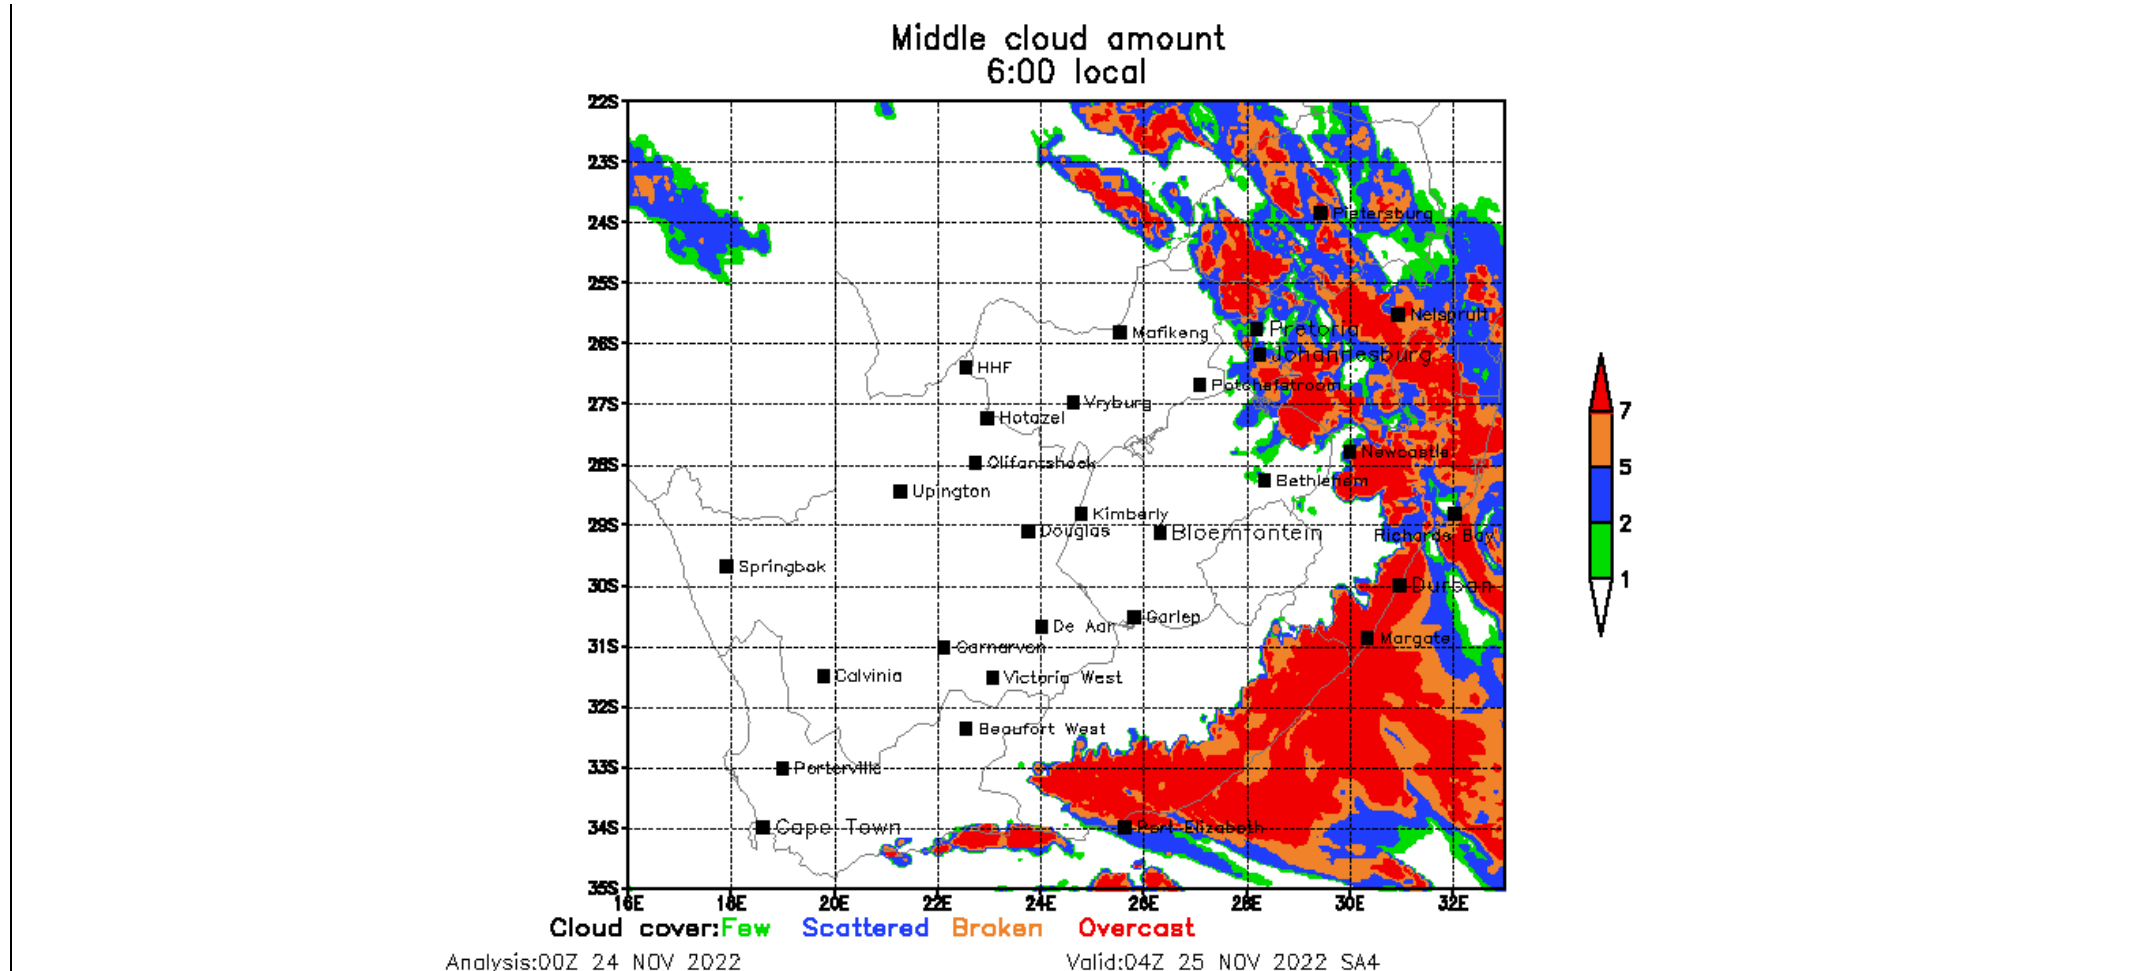 Middle cloud amount
6:00 local
22S
23S
24S
25S
26S
27S
28S
29S
30S
31S
32S
33S
34S
35S
Pietersburg
Nelspruit
Pretoria
Mafikeng
Johannesburg
HHF
Potchefstroom
Vryburg
Hotazel
Newcastle
Olifantshoek
Bethlehem
Upington
Kimberly
Douglas
Bloemfontein
Richards Bay
Springbok
Durban
Garlep
De Aar
Margate
Carnarvon
Calvinia
Victoria West
Beaufort West
Porterville
Cape Town
Port Elizabeth
16E 18E 20E 22E 24E 26E 28E 30E 32E
7
5
2
1
Cloud cover:Few Scattered Broken Overcast
Analysis:00Z 24 NOV 2022 Valid:04Z 25 NOV 2022 SA4